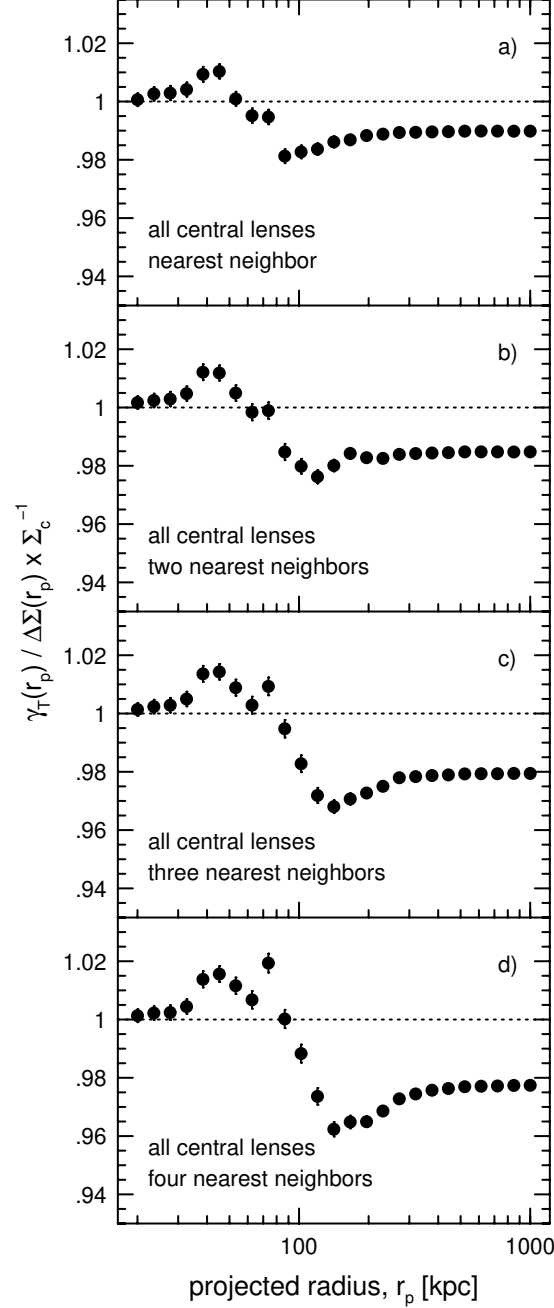 1.02
a)
1
.98
.96
all central lenses
.94
nearest neighbor
1.02
b)
1
.98
.96
all central lenses
.94
two nearest neighbors
1.02
c)
1
.98
.96
all central lenses
.94
three nearest neighbors
1.02
d)
1
.98
.96
all central lenses
.94
four nearest neighbors
γT(rp) / ΔΣ(rp) x Σc−1
100
1000
projected radius, rp [kpc]